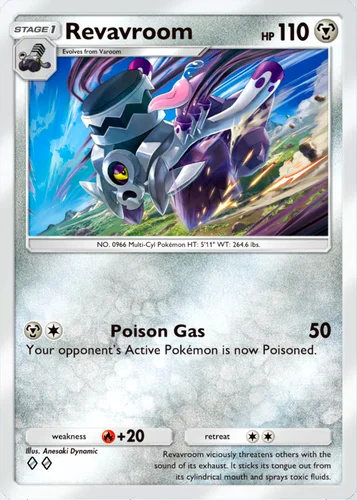 STAGE 1
Revavroom
HP 110
Evolves from Varoom
NO. 0966 Multi-Cyl Pokémon HT: 5'11" WT: 264.6 lbs.
Poison Gas 50
Your opponent's Active Pokémon is now Poisoned.
weakness +20 retreat
Illus. Anesaki Dynamic
Revavroom viciously threatens others with the
sound of its exhaust. It sticks its tongue out from
its cylindrical mouth and sprays toxic fluids.